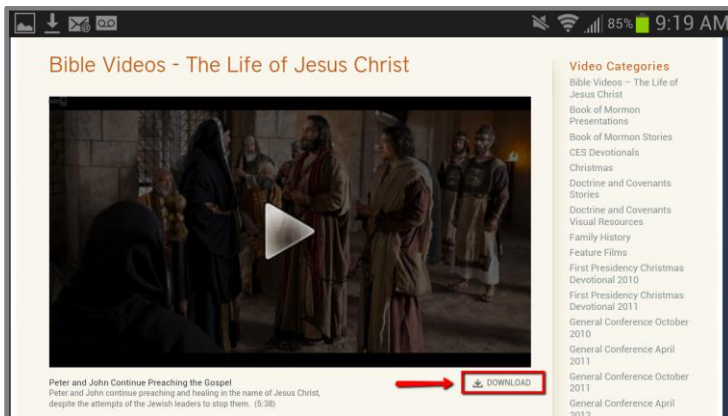 85% 9:19 AM
Bible Videos - The Life of Jesus Christ
Peter and John Continue Preaching the Gospel
Peter and John continue preaching and healing in the name of Jesus Christ,
despite the attempts of the Jewish leaders to stop them. (5:38)
DOWNLOAD
Video Categories
Bible Videos – The Life of
Jesus Christ
Book of Mormon
Presentations
Book of Mormon Stories
CES Devotionals
Christmas
Doctrine and Covenants
Stories
Doctrine and Covenants
Visual Resources
Family History
Feature Films
First Presidency Christmas
Devotional 2010
First Presidency Christmas
Devotional 2011
General Conference October
2010
General Conference April
2011
General Conference October
2011
General Conference April
2012